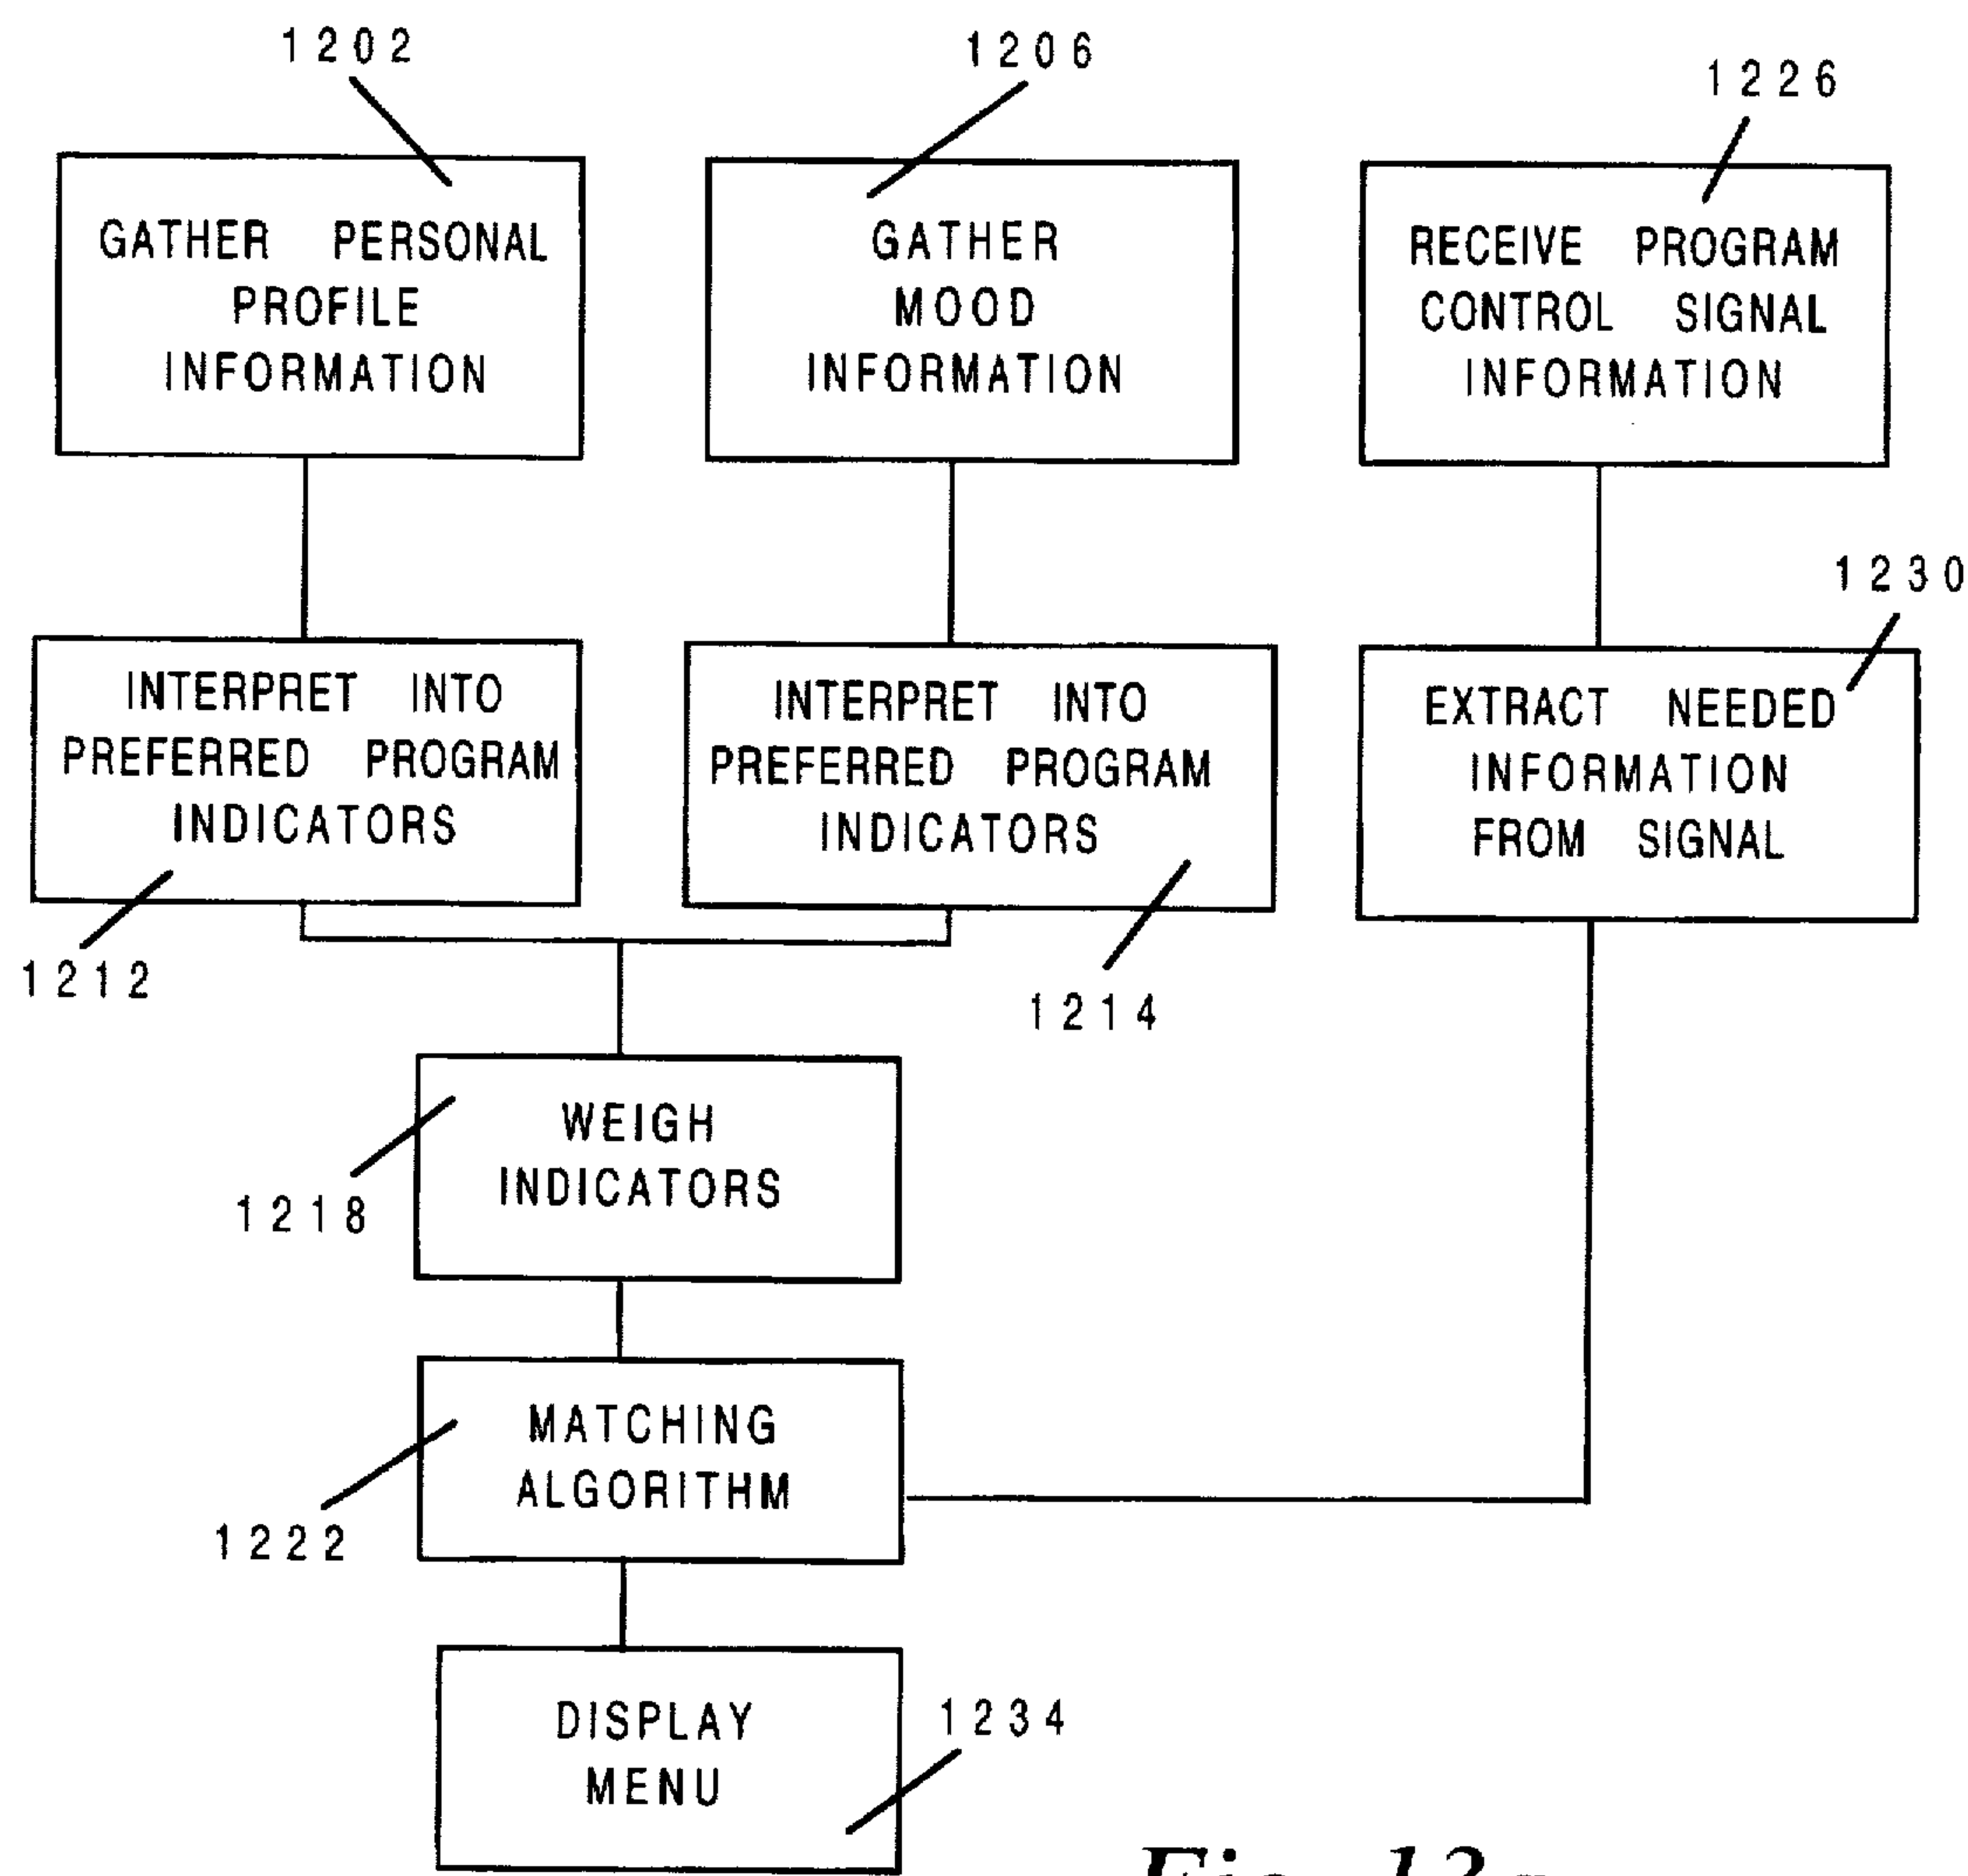 1202
1206
1226
GATHER PERSONAL
PROFILE
INFORMATION
GATHER
MOOD
INFORMATION
RECEIVE PROGRAM
CONTROL SIGNAL
INFORMATION
1230
INTERPRET INTO
PREFERRED PROGRAM
INDICATORS
INTERPRET INTO
PREFERRED PROGRAM
INDICATORS
EXTRACT NEEDED
INFORMATION
FROM SIGNAL
1212
1214
WEIGH
INDICATORS
1218
MATCHING
ALGORITHM
1222
DISPLAY
MENU
1234
Fig. 13a